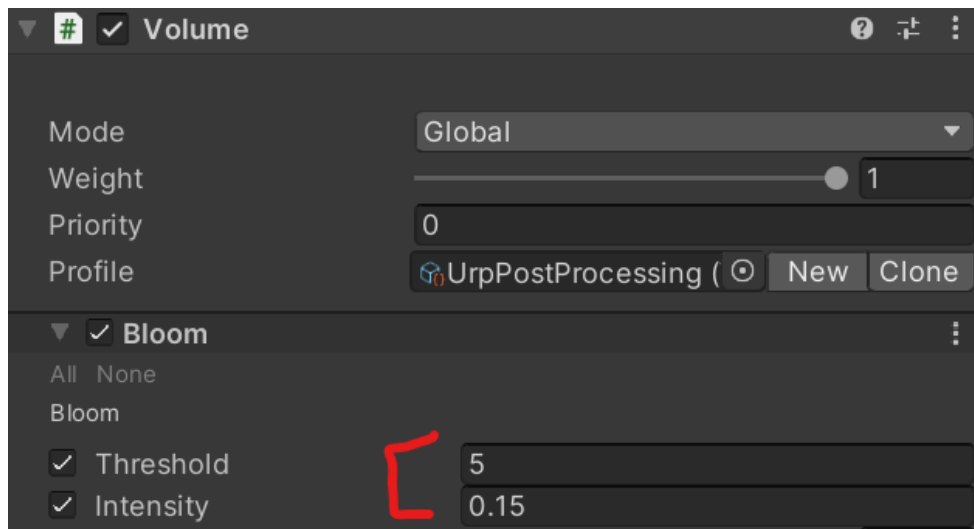 # Volume
Mode Global
Weight 1
Priority 0
Profile UrpPostProcessing ( New Clone
Bloom
All None
Bloom
Threshold 5
Intensity 0.15